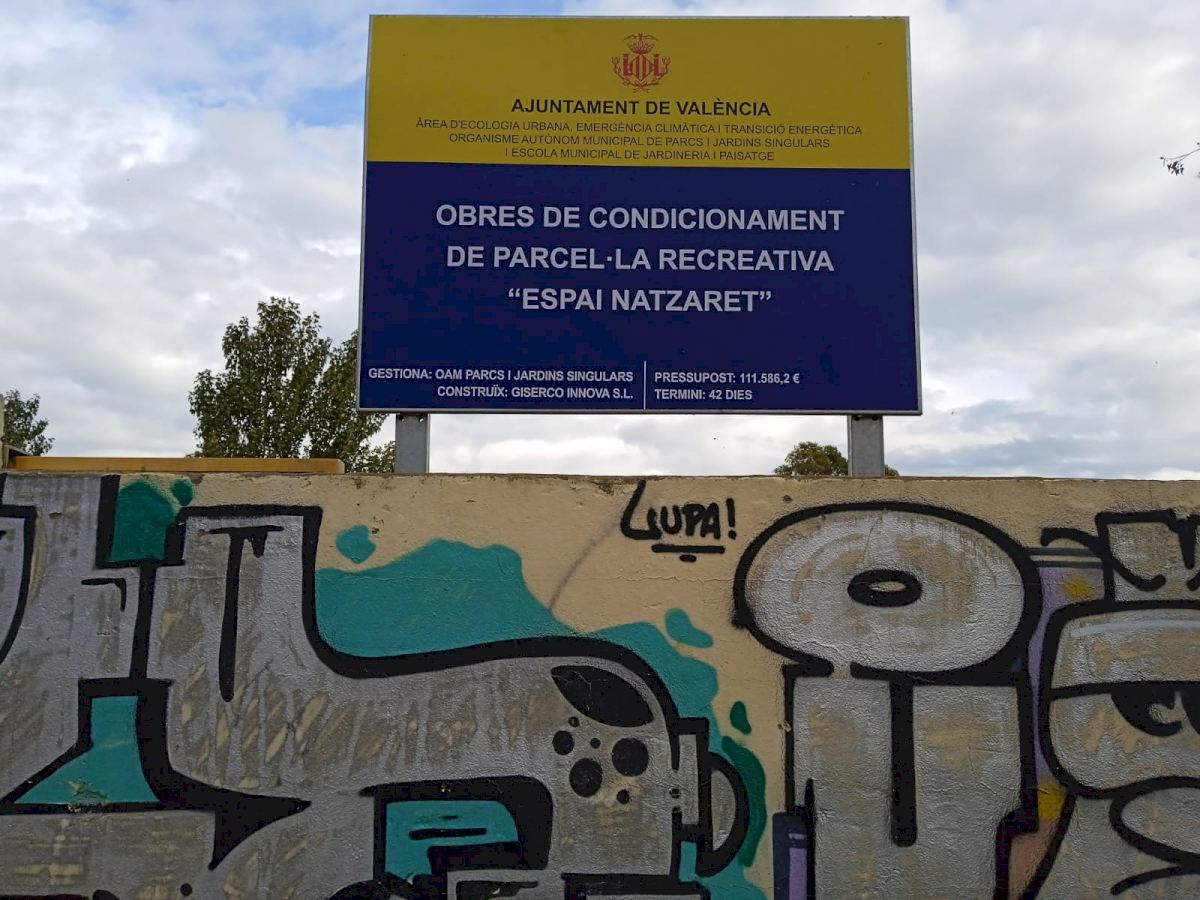 AJUNTAMENT DE VALÈNCIA
ÀREA D'ECOLOGIA URBANA, EMERGÈNCIA CLIMÀTICA I TRANSICIÓ ENERGÈTICA
ORGANISME AUTÒNOM MUNICIPAL DE PARCS I JARDINS SINGULARS
I ESCOLA MUNICIPAL DE JARDINERIA I PAISATGE
OBRES DE CONDICIONAMENT
DE PARCEL·LA RECREATIVA
“ESPAI NATZARET”
GESTIONA: OAM PARCS I JARDINS SINGULARS
CONSTRUÏX: GISERCO INNOVA S.L.
PRESSUPOST: 111.586,2 €
TERMINI: 42 DIES